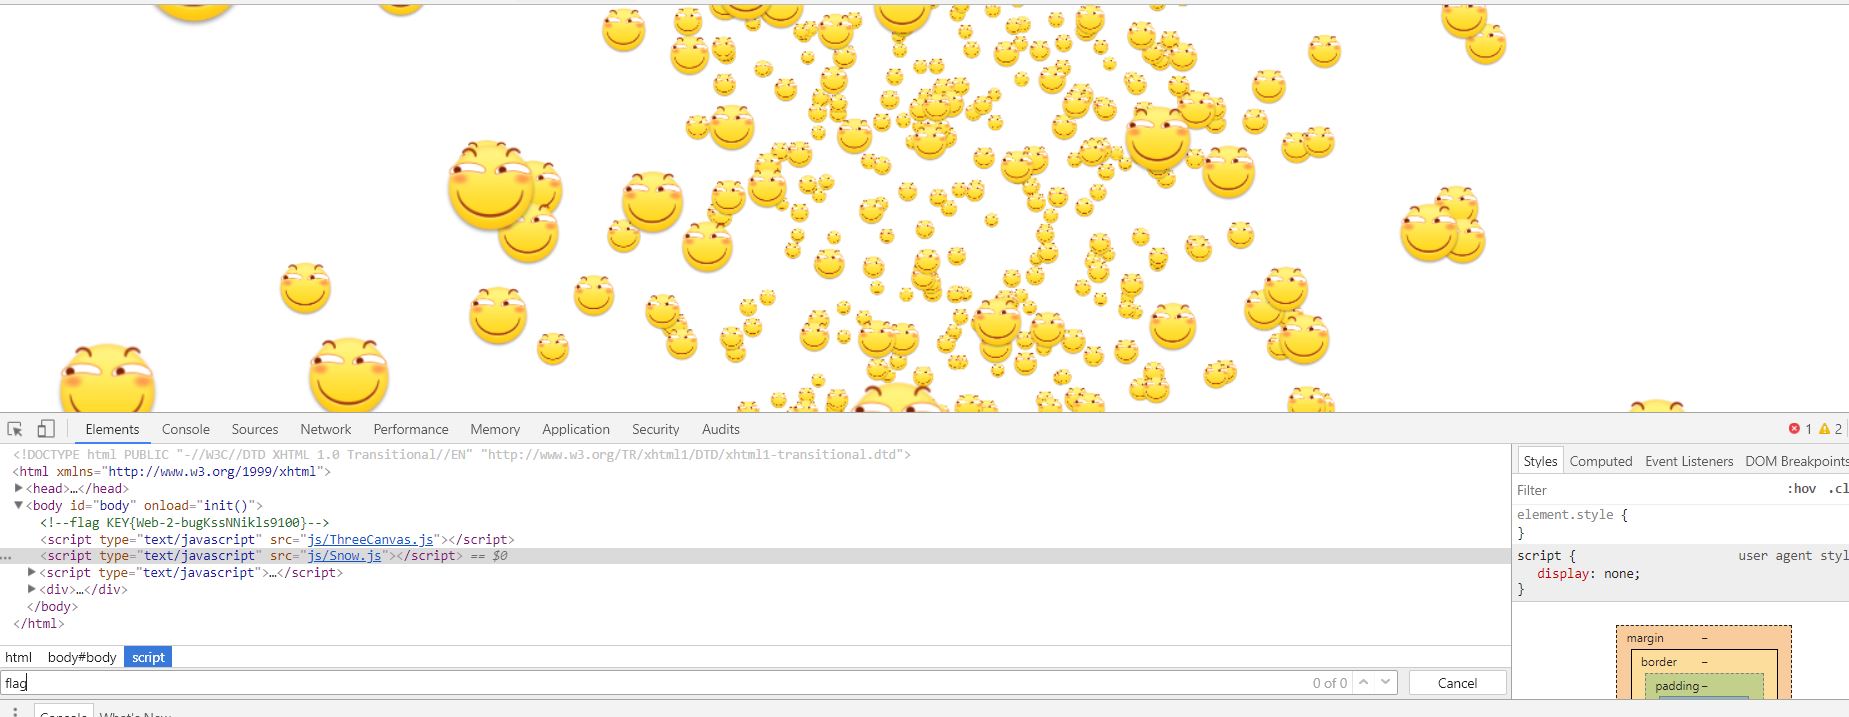 Elements Console Sources Network Performance Memory Application Security Audits 1 2
<!DOCTYPE html PUBLIC "-//W3C//DTD XHTML 1.0 Transitional//EN" "http://www.w3.org/TR/xhtml1/DTD/xhtml1-transitional.dtd">
<html xmlns="http://www.w3.org/1999/xhtml">
<head>…</head>
<body id="body" onload="init()">
<!--flag KEY{Web-2-bugKssNNikls9100}-->
<script type="text/javascript" src="js/ThreeCanvas.js"></script>
... <script type="text/javascript" src="js/Snow.js"></script> == $0
<script type="text/javascript">…</script>
<div>…</div>
</body>
</html>
html body#body script
flag 0 of 0 Cancel
Styles Computed Event Listeners DOM Breakpoints
Filter :hov .cl
element.style {
}
script { user agent styl
display: none;
}
margin –
border –
padding –
Console What's New